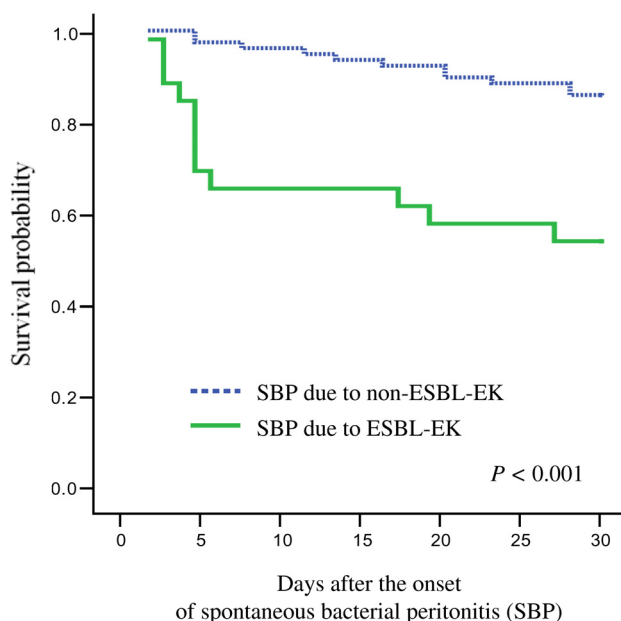 Survival probability
1.0
0.8
0.6
0.4
0.2
0.0
SBP due to non-ESBL-EK
SBP due to ESBL-EK
P < 0.001
0 5 10 15 20 25 30
Days after the onset
of spontaneous bacterial peritonitis (SBP)